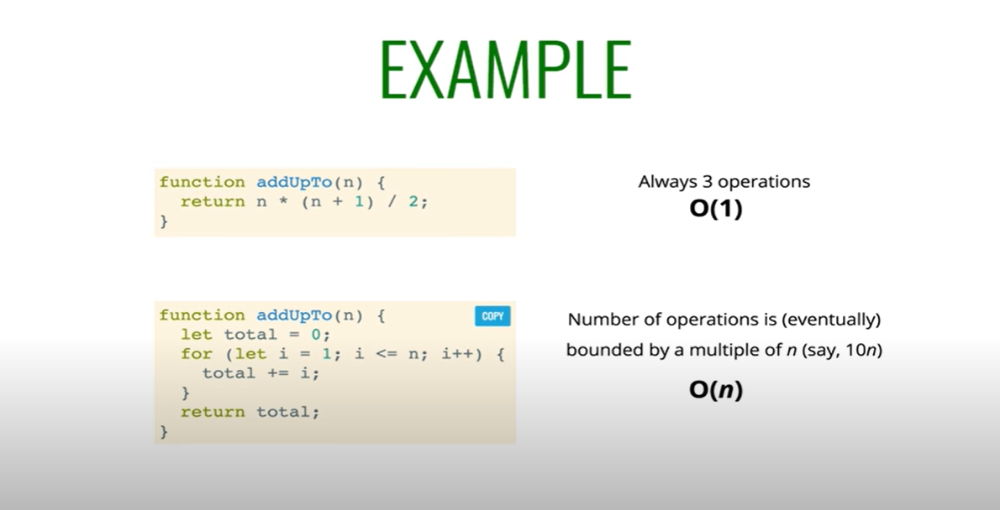 EXAMPLE
function addUpTo(n) {
  return n * (n + 1) / 2;
}
Always 3 operations
O(1)
function addUpTo(n) {
COPY
  let total = 0;
  for (let i = 1; i <= n; i++) {
    total += i;
  }
  return total;
}
Number of operations is (eventually)
bounded by a multiple of n (say, 10n)
O(n)